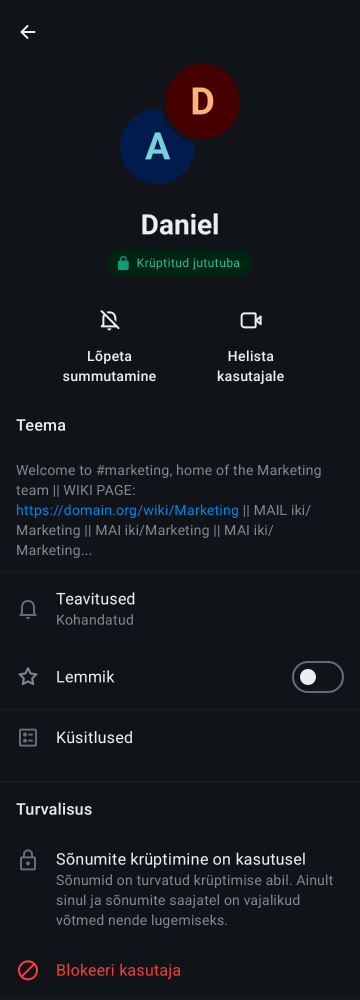 D
A
Daniel
Krüptitud jututuba
Lõpeta
summutamine
Helista
kasutajale
Teema
Welcome to #marketing, home of the Marketing
team || WIKI PAGE:
https://domain.org/wiki/Marketing || MAIL iki/
Marketing || MAI iki/Marketing || MAI iki/
Marketing...
Teavitused
Kohandatud
Lemmik
Küsitlused
Turvalisus
Sõnumite krüptimine on kasutusel
Sõnumid on turvatud krüptimise abil. Ainult
sinul ja sõnumite saajatel on vajalikud
võtmed nende lugemiseks.
Blokeeri kasutaja